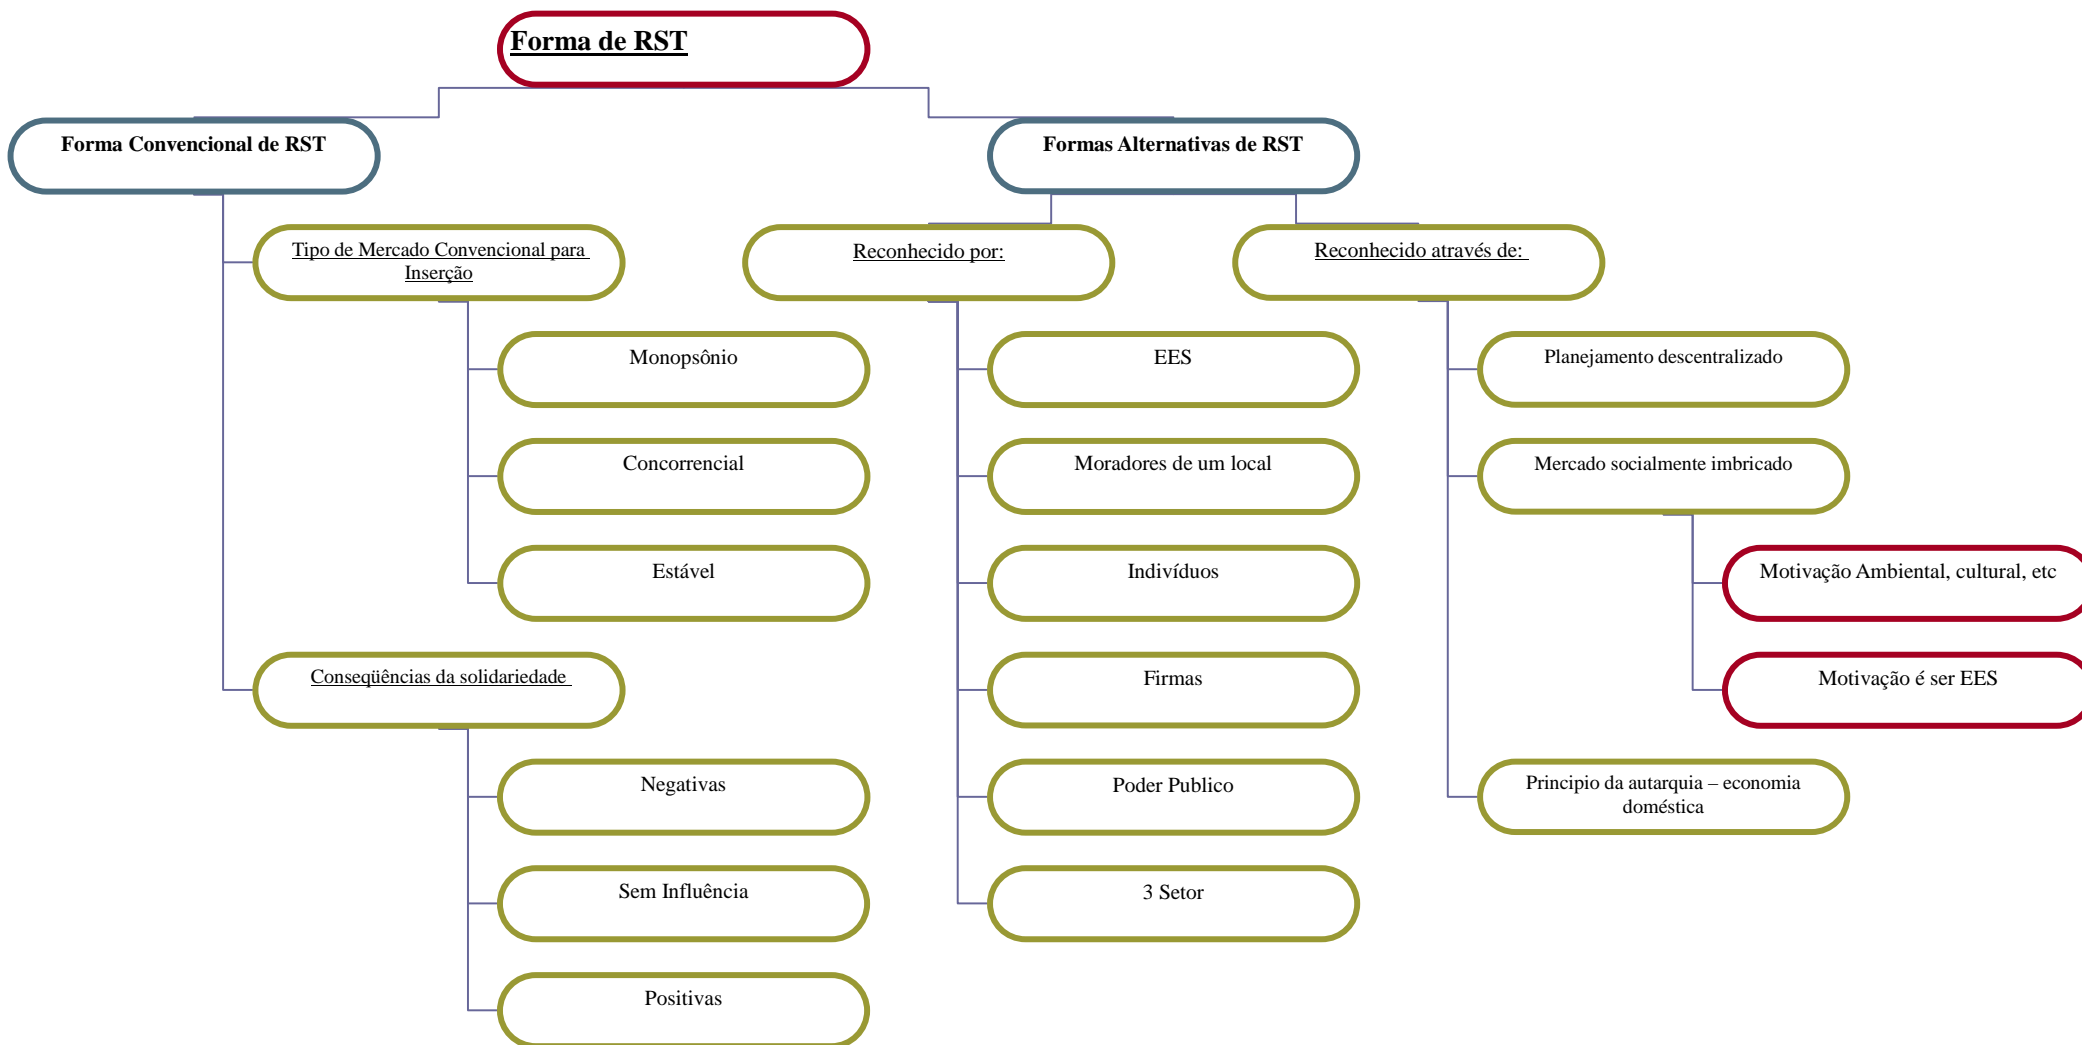 Forma de RST
Forma Convencional de RST
Formas Alternativas de RST
Tipo de Mercado Convencional para
Inserção
Reconhecido por:
Reconhecido através de:
Monopsônio
EES
Planejamento descentralizado
Concorrencial
Moradores de um local
Mercado socialmente imbricado
Estável
Indivíduos
Motivação Ambiental, cultural, etc
Conseqüências da solidariedade
Firmas
Motivação é ser EES
Negativas
Poder Publico
Principio da autarquia – economia
doméstica
Sem Influência
3 Setor
Positivas